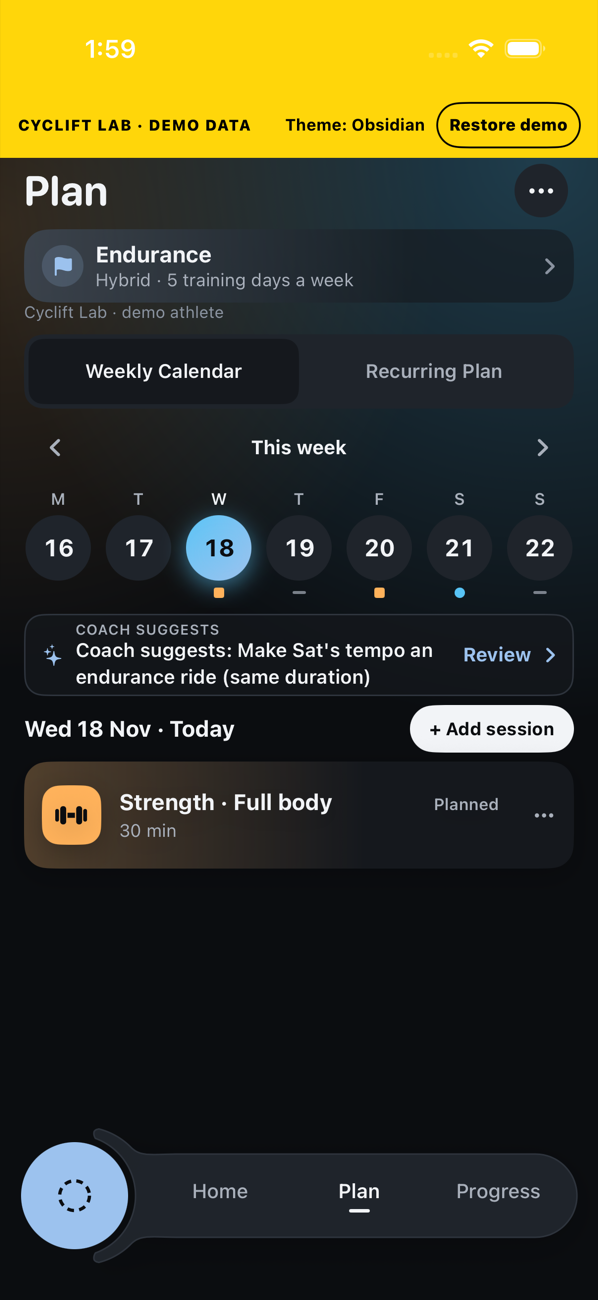 1:59
CYCLIFT LAB · DEMO DATA
Theme: Obsidian
Restore demo
Plan
Endurance
Hybrid · 5 training days a week
Cyclift Lab · demo athlete
Weekly Calendar
Recurring Plan
This week
M T W T F S S
16 17 18 19 20 21 22
COACH SUGGESTS
Coach suggests: Make Sat's tempo an
endurance ride (same duration)
Review
Wed 18 Nov · Today
+ Add session
Strength · Full body
30 min
Planned
Home
Plan
Progress